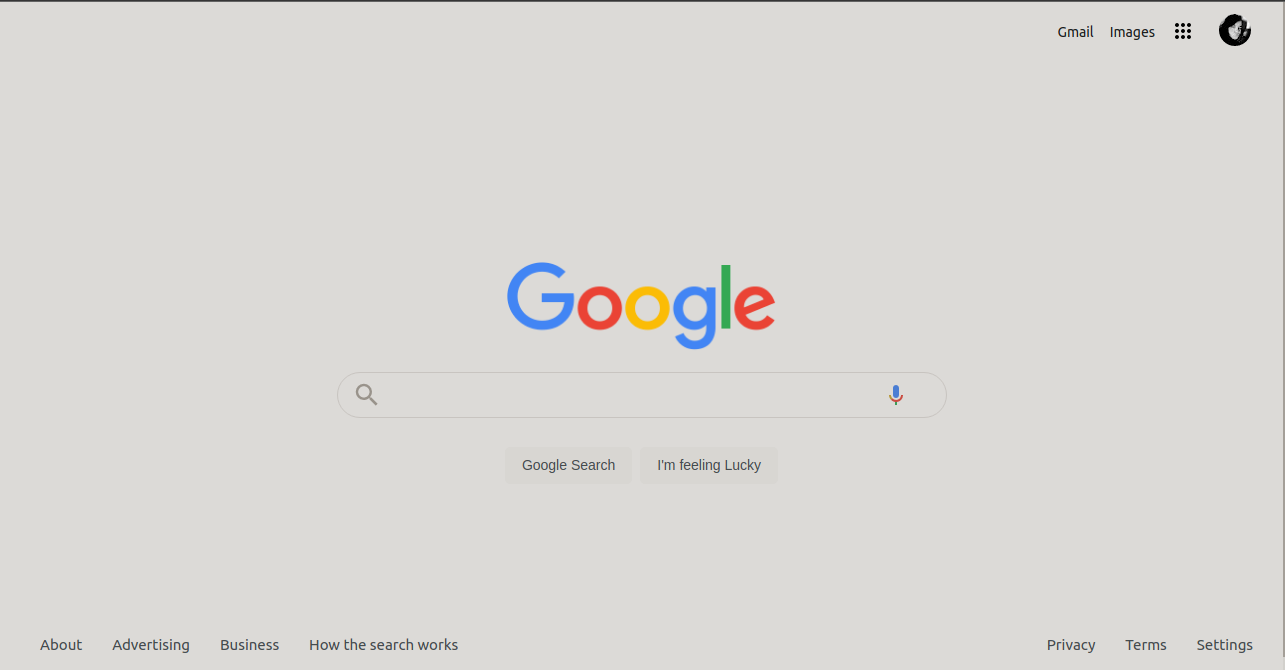 Gmail Images
Google
Google Search I'm feeling Lucky
About Advertising Business How the search works Privacy Terms Settings